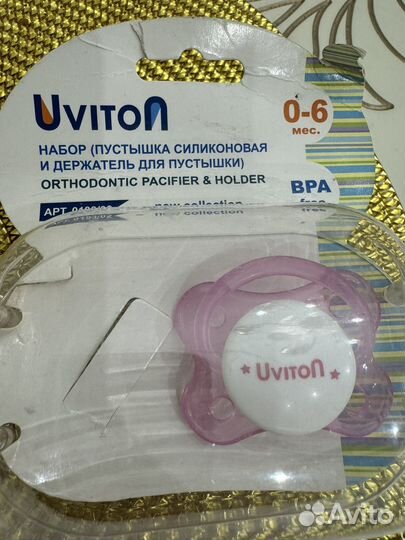 Uviton
0-6
мес.
НАБОР (ПУСТЫШКА СИЛИКОНОВАЯ
И ДЕРЖАТЕЛЬ ДЛЯ ПУСТЫШКИ)
ORTHODONTIC PACIFIER & HOLDER
BPA
free
АРТ. new collection
Uviton
Avito